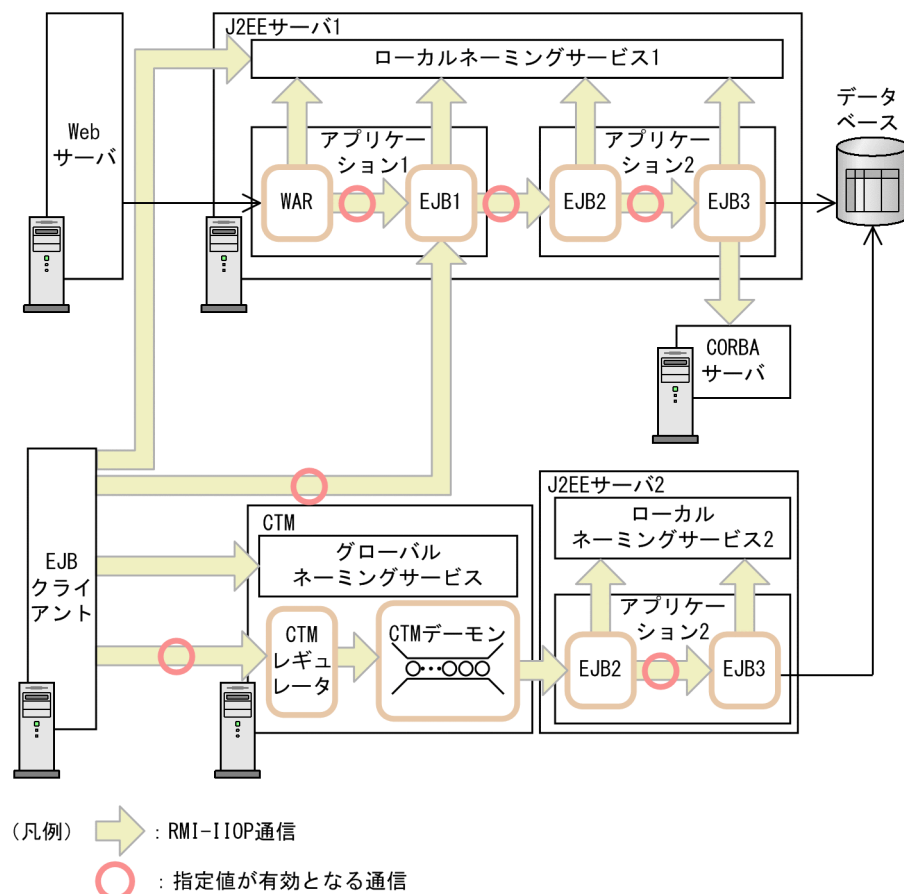 J2EEサーバ1
ローカルネーミングサービス1
Web
サーバ
データ
ベース
アプリケー
ション1
アプリケー
ション2
WAR
EJB1
EJB2
EJB3
CORBA
サーバ
J2EEサーバ2
CTM
ローカル
ネーミングサービス2
グローバル
ネーミングサービス
EJB
クライ
アント
CTM
レギュ
レータ
CTMデーモン
アプリケー
ション2
EJB2
EJB3
(凡例)
: RMI-IIOP通信
: 指定値が有効となる通信